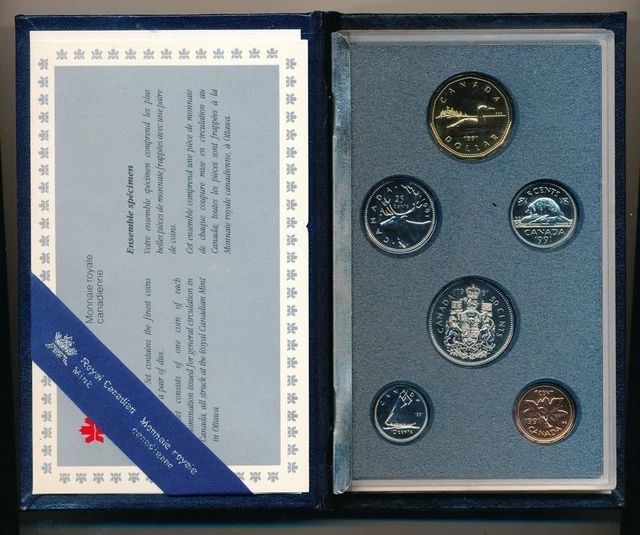 Monnaie royale
canadienne
Ensemble spécimen
Votre ensemble spécimen comprend les plus
belles pièces de monnaie frappées avec une paire
de coins.
Cet ensemble comprend une pièce de monnaie
de chaque coupure mise en circulation au
Canada; toutes les pièces sont frappées à la
Monnaie royale canadienne, à Ottawa.
Set contains the finest coins
a pair of dies.
consists of one coin of each
issued for general circulation in
Canada, all struck at the Royal Canadian Mint
in Ottawa.
Royal Canadian Monnaie royale
Mint canadienne
CANADA
1991
DOLLAR
CANADA
25
CENTS
5 CENTS
CANADA
1991
CANADA
50 CENTS
CANADA
10 CENTS
1991
CANADA